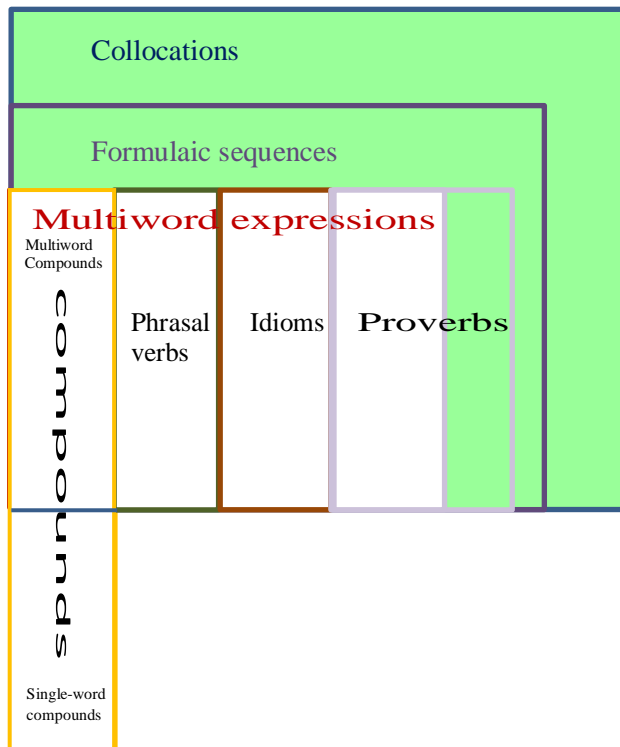 Collocations
Formulaic sequences
Multiword expressions
Multiword
Compounds
Phrasal
verbs
Idioms
Proverbs
compounds
Single-word
compounds